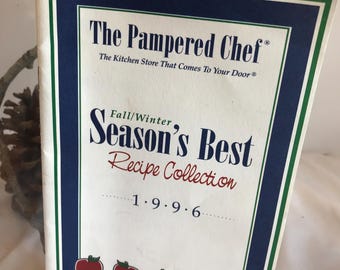 The Pampered Chef®
The Kitchen Store That Comes To Your Door®
Fall/Winter
Season's Best
Recipe Collection
1·9·9·6